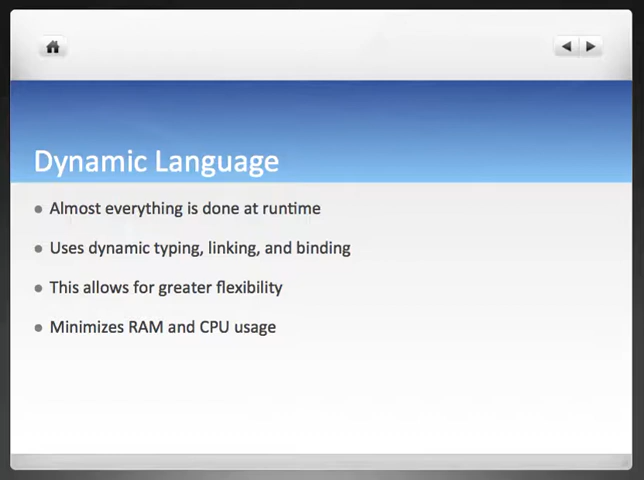 Dynamic Language
Almost everything is done at runtime
Uses dynamic typing, linking, and binding
This allows for greater flexibility
Minimizes RAM and CPU usage